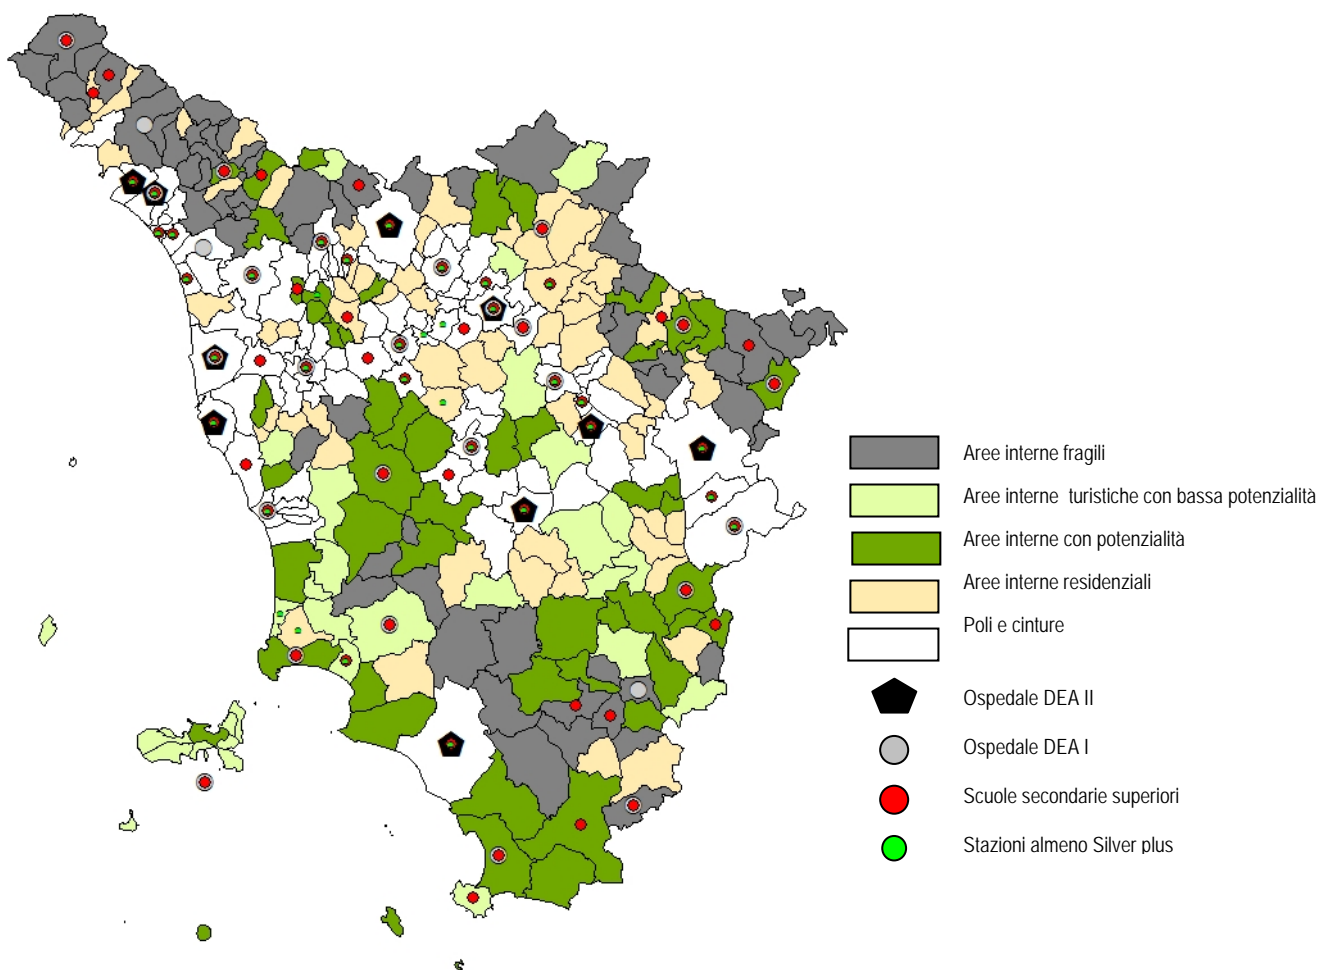 Aree interne fragili
Aree interne turistiche con bassa potenzialità
Aree interne con potenzialità
Aree interne residenziali
Poli e cinture
Ospedale DEA II
Ospedale DEA I
Scuole secondarie superiori
Stazioni almeno Silver plus